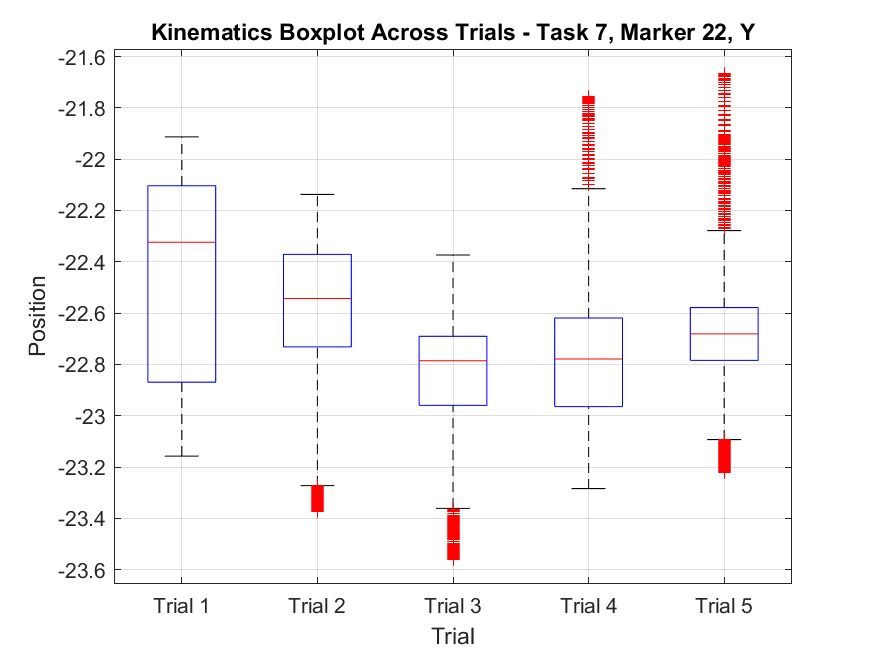 Kinematics Boxplot Across Trials - Task 7, Marker 22, Y
-21.6
-21.8
-22
-22.2
-22.4
-22.6
-22.8
-23
-23.2
-23.4
-23.6
Position
Trial 1
Trial 2
Trial 3
Trial 4
Trial 5
Trial